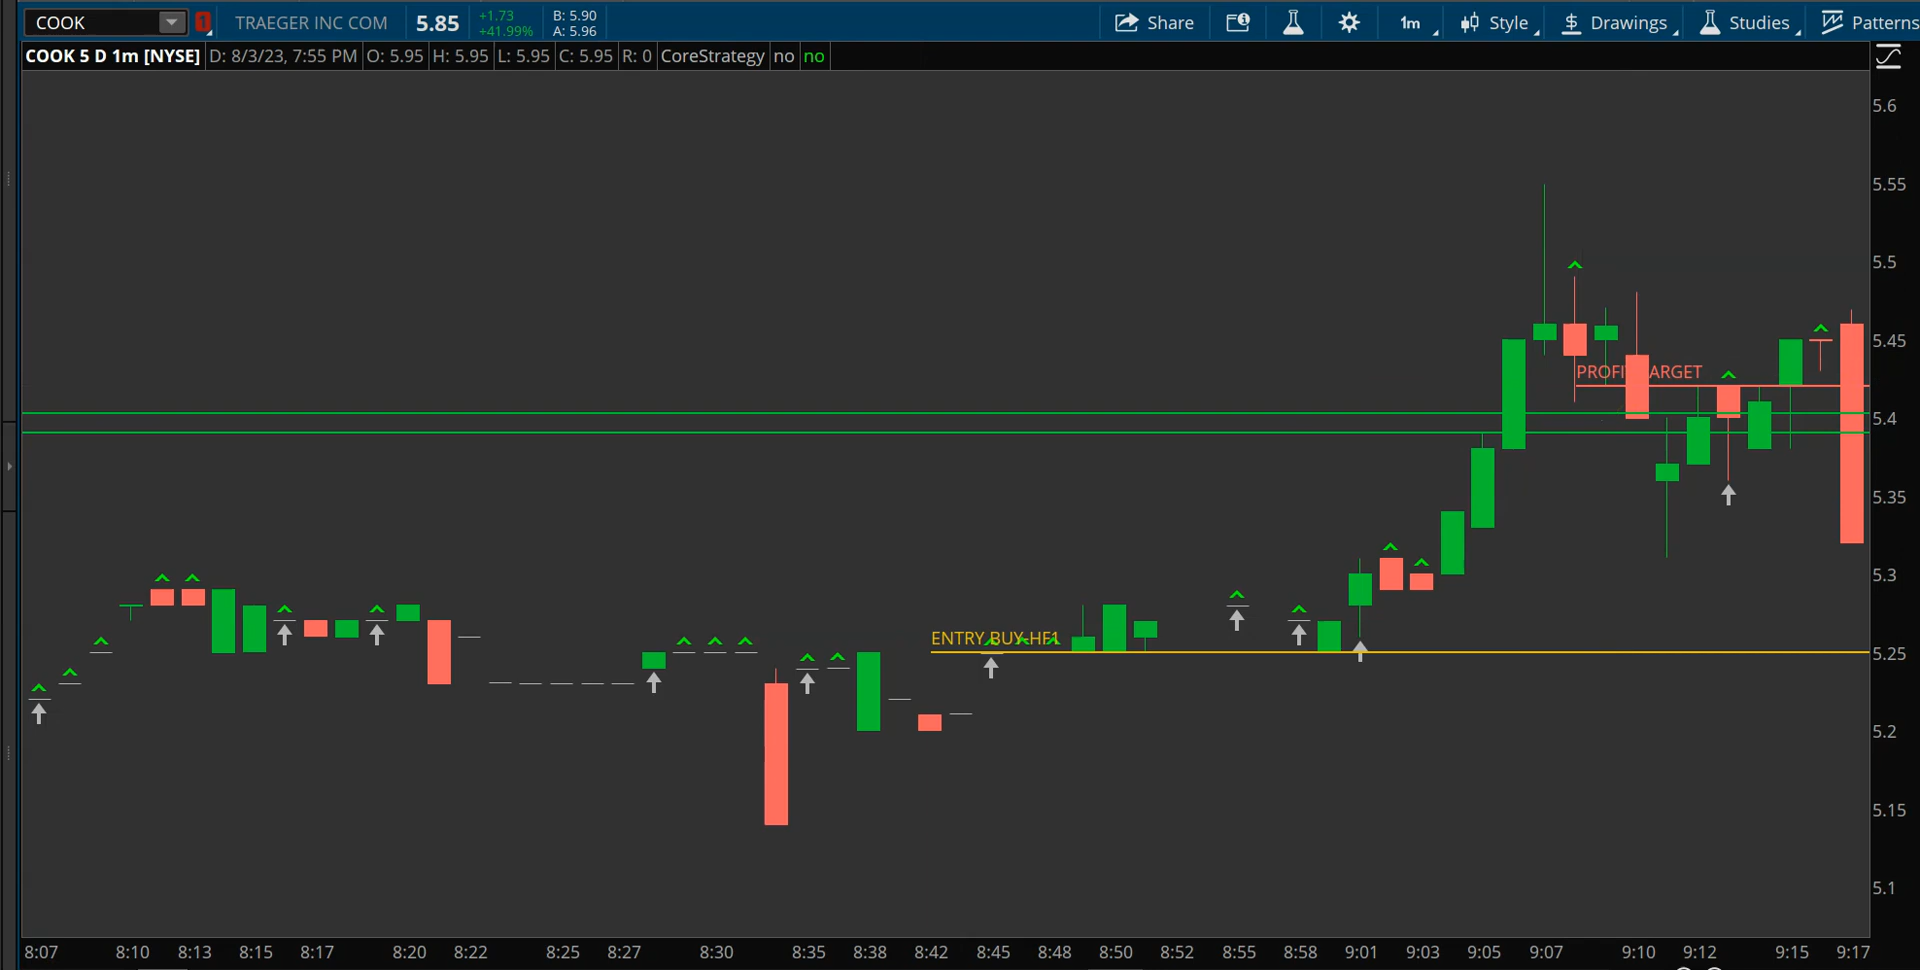 COOK 1 TRAEGER INC COM 5.85 +1.73 B: 5.90 Share 1m Style Drawings Studies Patterns
+41.99% A: 5.96
COOK 5 D 1m [NYSE] D: 8/3/23, 7:55 PM O: 5.95 H: 5.95 L: 5.95 C: 5.95 R: 0 CoreStrategy no no
5.6
5.55
5.5
5.45
PROFIT TARGET
5.4
5.35
5.3
ENTRY BUY-HF1
5.25
5.2
5.15
5.1
8:07 8:10 8:13 8:15 8:17 8:20 8:22 8:25 8:27 8:30 8:35 8:38 8:42 8:45 8:48 8:50 8:52 8:55 8:58 9:01 9:03 9:05 9:07 9:10 9:12 9:15 9:17